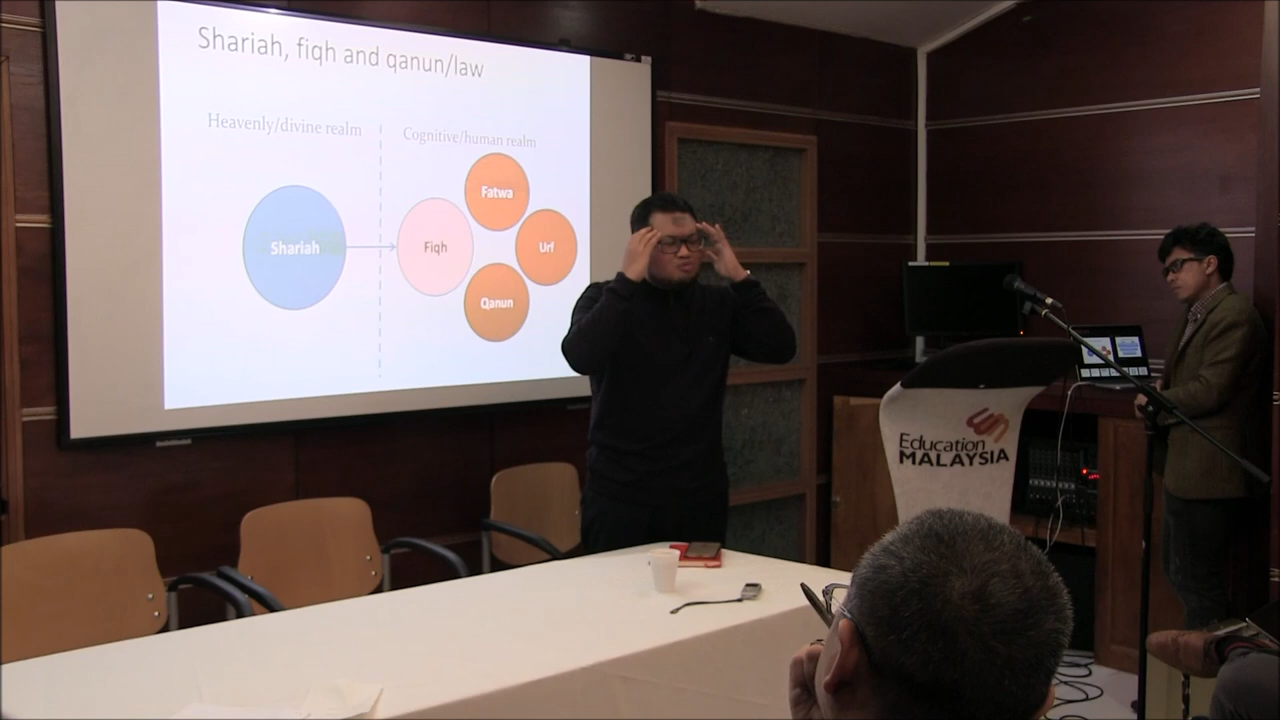 Shariah, fiqh and qanun/law
Heavenly/divine realm
Cognitive/human realm
Fatwa
Shariah
Fiqh
Urf
Qanun
Education
MALAYSIA